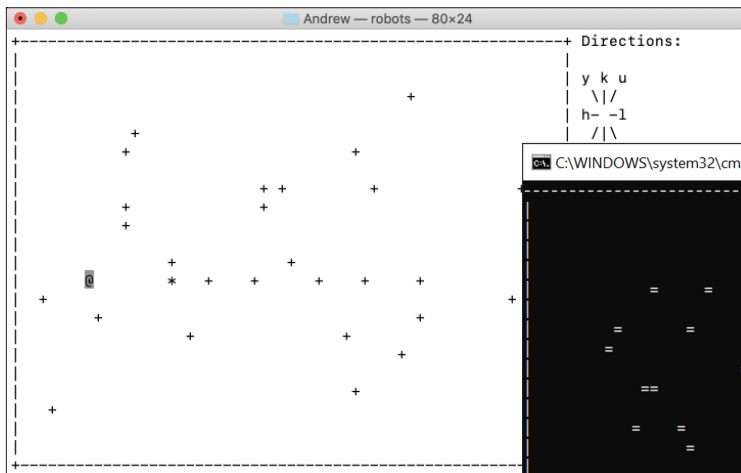 Andrew — robots — 80×24
Directions:
y k u
\|/
h- -l
/|\
C:\WINDOWS\system32\cm